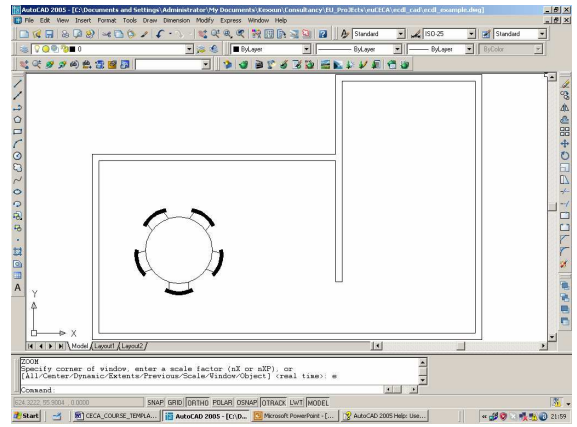 AutoCAD 2005 - [C:\Documents and Settings\Administrator\My Documents\Kexxun\Consultancy\EU_Projects\euCECA\ecdl_cad\ecdl_example.dwg]
File Edit View Insert Format Tools Draw Dimension Modify Express Window Help
Standard ISO-25 Standard
0 ByLayer ByLayer ByLayer ByColor
Y
X
A
Model Layout1 Layout2
ZOOM
Specify corner of window, enter a scale factor (nX or nXP), or
[All/Center/Dynamic/Extents/Previous/Scale/Window/Object] <real time>: e
Command:
SNAP GRID ORTHO POLAR OSNAP OTRACK LWT MODEL
Start CECA_COURSE_TEMPLA... AutoCAD 2005 - [C:\D... Microsoft PowerPoint - [... AutoCAD 2005 Help: Use... 21:59